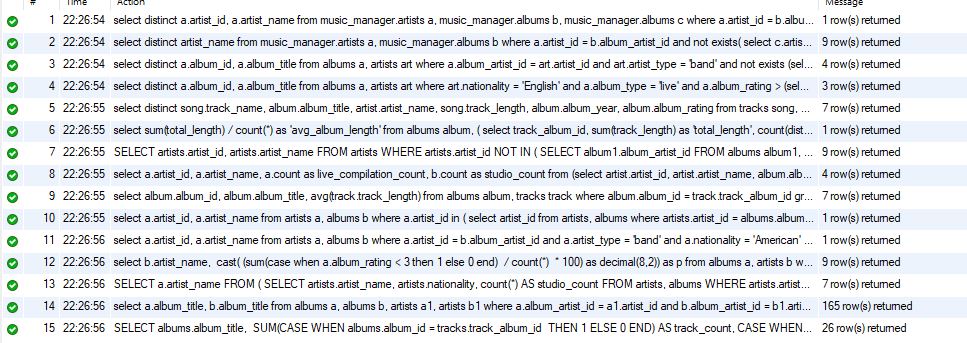 # Time Action Message
1 22:26:54 select distinct a.artist_id, a.artist_name from music_manager.artists a, music_manager.albums b, music_manager.albums c where a.artist_id = b.albu... 1 row(s) returned
2 22:26:54 select distinct artist_name from music_manager.artists a, music_manager.albums b where a.artist_id = b.album_artist_id and not exists( select c.artis... 9 row(s) returned
3 22:26:54 select distinct a.album_id, a.album_title from albums a, artists art where a.album_artist_id = art.artist_id and art.artist_type = 'band' and not exists (sel... 4 row(s) returned
4 22:26:54 select distinct a.album_id, a.album_title from albums a, artists art where art.nationality = 'English' and a.album_type = 'live' and a.album_rating > (sel... 3 row(s) returned
5 22:26:55 select distinct song.track_name, album.album_title, artist.artist_name, song.track_length, album.album_year, album.album_rating from tracks song, ... 7 row(s) returned
6 22:26:55 select sum(total_length) / count(*) as 'avg_album_length' from albums album, ( select track_album_id, sum(track_length) as 'total_length', count(dist... 1 row(s) returned
7 22:26:55 SELECT artists.artist_id, artists.artist_name FROM artists WHERE artists.artist_id NOT IN ( SELECT album1.album_artist_id FROM albums album1, ... 9 row(s) returned
8 22:26:55 select a.artist_id, a.artist_name, a.count as live_compilation_count, b.count as studio_count from (select artist.artist_id, artist.artist_name, album.alb... 4 row(s) returned
9 22:26:55 select album.album_id, album.album_title, avg(track.track_length) from albums album, tracks track where album.album_id = track.track_album_id gr... 7 row(s) returned
10 22:26:55 select a.artist_id, a.artist_name from artists a, albums b where a.artist_id in ( select artist_id from artists, albums where artists.artist_id = albums.album... 1 row(s) returned
11 22:26:56 select a.artist_id, a.artist_name from artists a, albums b where a.artist_id = b.album_artist_id and a.artist_type = 'band' and a.nationality = 'American' ... 1 row(s) returned
12 22:26:56 select b.artist_name, cast( (sum(case when a.album_rating < 3 then 1 else 0 end) / count(*) * 100) as decimal(8,2)) as p from albums a, artists b w... 9 row(s) returned
13 22:26:56 SELECT a.artist_name FROM ( SELECT artists.artist_name, artists.nationality, count(*) AS studio_count FROM artists, albums WHERE artists.artist... 7 row(s) returned
14 22:26:56 select a.album_title, b.album_title from albums a, albums b, artists a1, artists b1 where a.album_artist_id = a1.artist_id and b.album_artist_id = b1.arti... 165 row(s) returned
15 22:26:56 SELECT albums.album_title, SUM(CASE WHEN albums.album_id = tracks.track_album_id THEN 1 ELSE 0 END) AS track_count, CASE WHEN... 26 row(s) returned